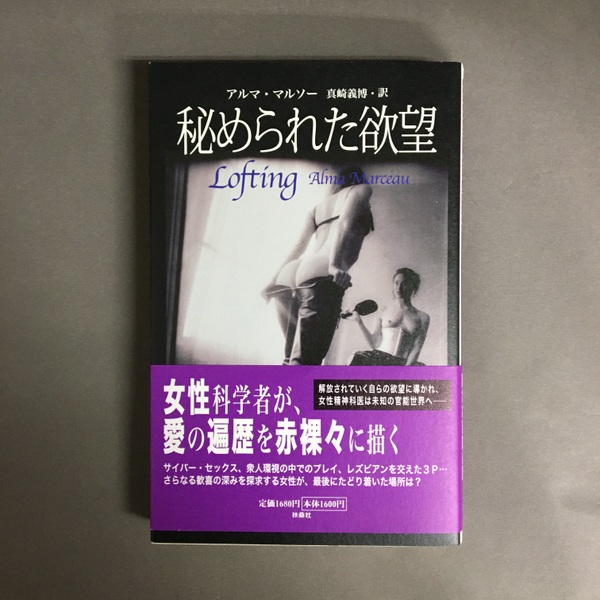 アルマ・マルソー 真崎義博・訳
秘められた欲望
Lofting Alma Marceau
女性科学者が、
愛の遍歴を赤裸々に描く
解放されていく自らの欲望に導かれ、
女性精神科医は未知の官能世界へ──
サイバー・セックス、衆人環視の中でのプレイ、レズビアンを交えた3P…
さらなる歓喜の深みを探求する女性が、最後にたどり着いた場所は?
定価1680円 本体1600円
扶桑社